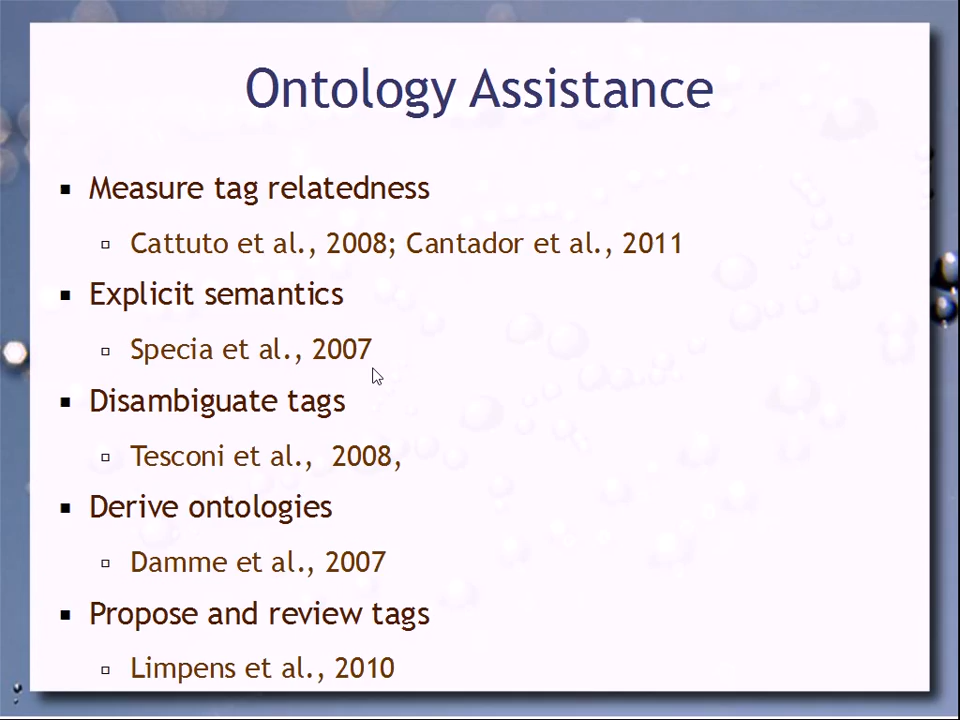 Ontology Assistance
Measure tag relatedness
Cattuto et al., 2008; Cantador et al., 2011
Explicit semantics
Specia et al., 2007
Disambiguate tags
Tesconi et al.,  2008,
Derive ontologies
Damme et al., 2007
Propose and review tags
Limpens et al., 2010